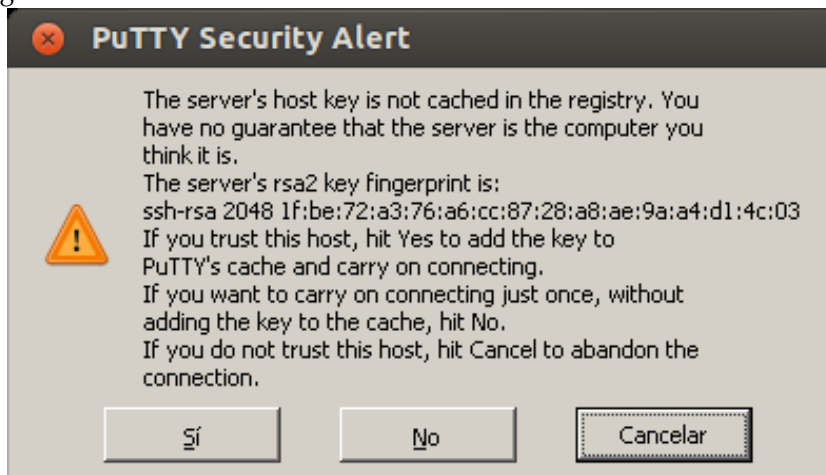 PuTTY Security Alert
The server's host key is not cached in the registry. You
have no guarantee that the server is the computer you
think it is.
The server's rsa2 key fingerprint is:
ssh-rsa 2048 1f:be:72:a3:76:a6:cc:87:28:a8:ae:9a:a4:d1:4c:03
If you trust this host, hit Yes to add the key to
PuTTY's cache and carry on connecting.
If you want to carry on connecting just once, without
adding the key to the cache, hit No.
If you do not trust this host, hit Cancel to abandon the
connection.
Sí
No
Cancelar